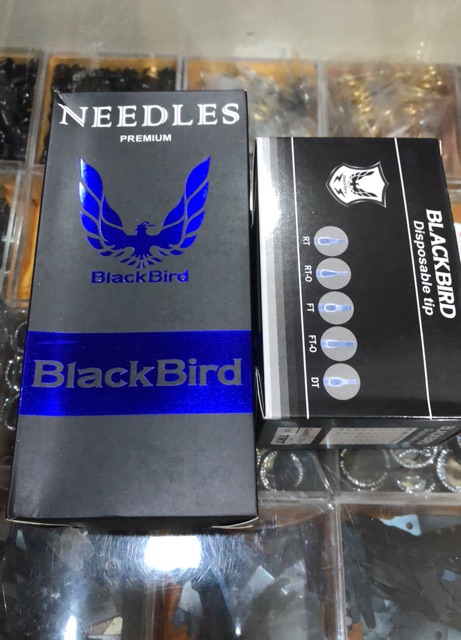 NEEDLES
PREMIUM
BlackBird
BlackBird
BLACKBIRD
Disposable tip
RT
RT-O
FT
FT-O
DT